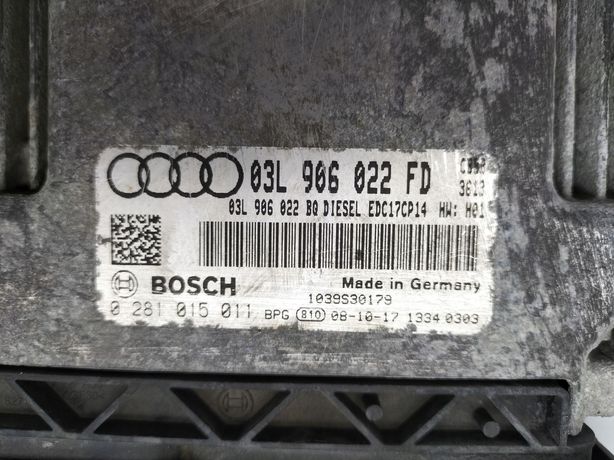 03L 906 022 FD
3613
03L 906 022 BQ DIESEL EDC17CP14 HW: H01
BOSCH
Made in Germany
1039S30179
0 281 015 011 BPG 810 08-10-17 1334 0303